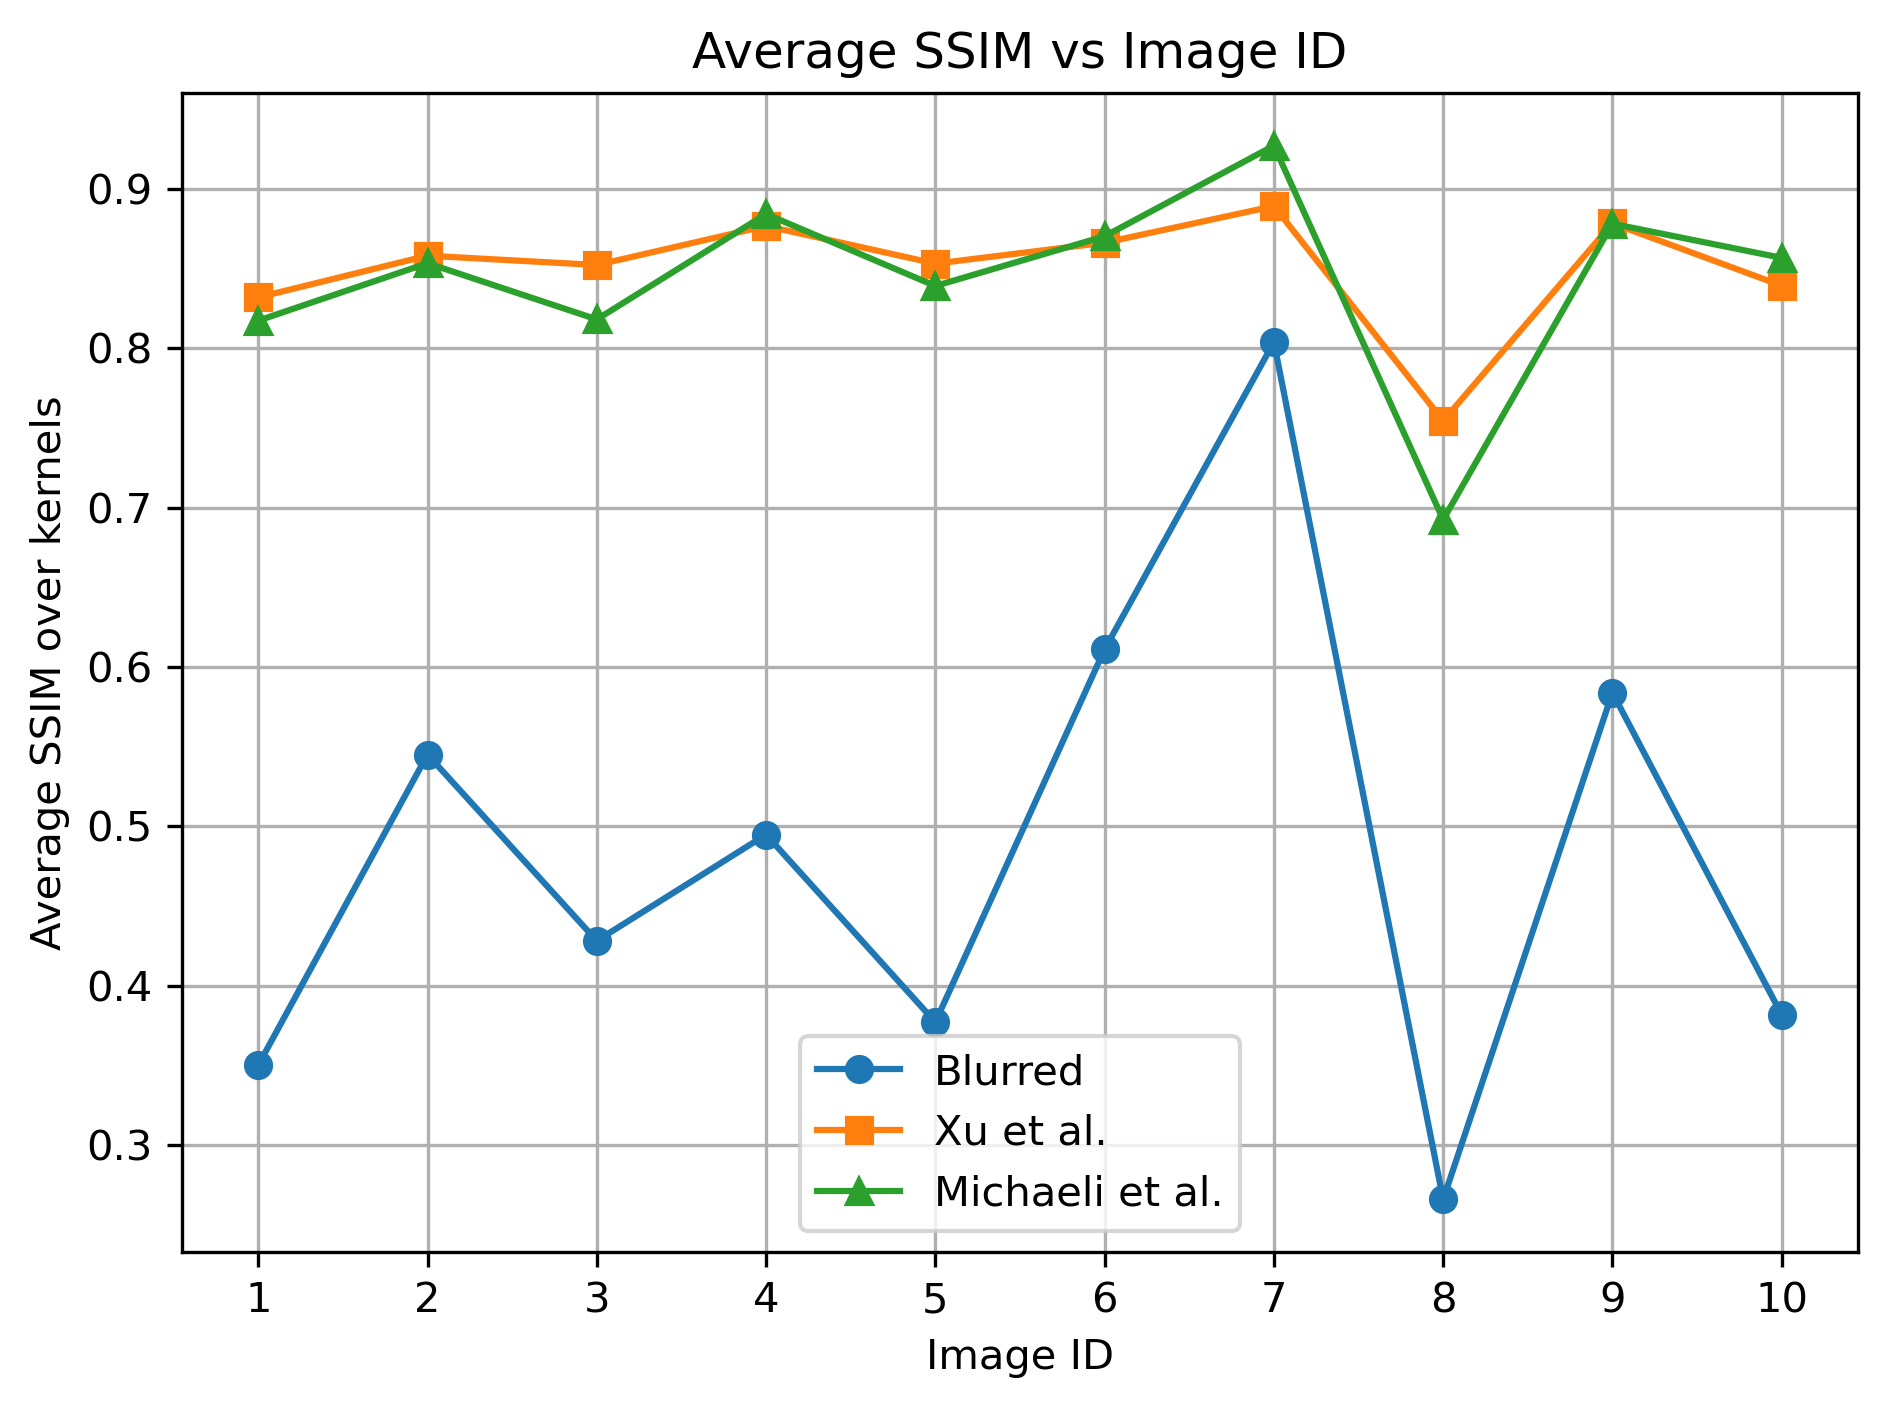 Average SSIM vs Image ID
Average SSIM over kernels
0.9
0.8
0.7
0.6
0.5
0.4
0.3
Blurred
Xu et al.
Michaeli et al.
1 2 3 4 5 6 7 8 9 10
Image ID